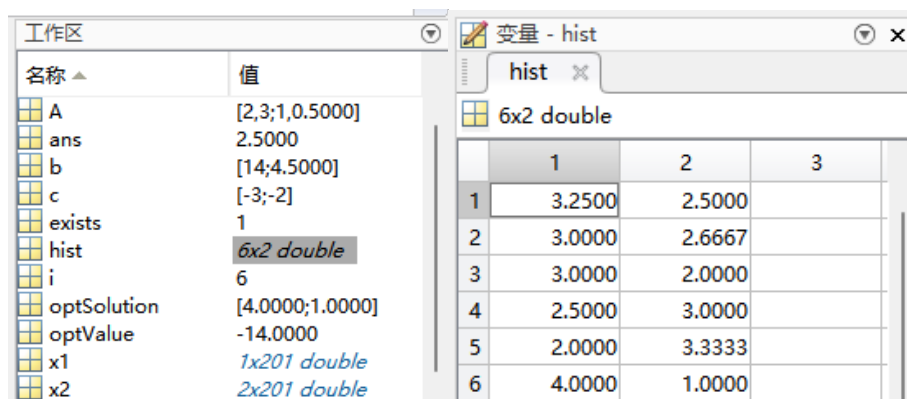 工作区
名称 值
A [2,3;1,0.5000]
ans 2.5000
b [14;4.5000]
c [-3;-2]
exists 1
hist 6x2 double
i 6
optSolution [4.0000;1.0000]
optValue -14.0000
x1 1x201 double
x2 2x201 double
变量 - hist
hist
6x2 double
1 2 3
1 3.2500 2.5000
2 3.0000 2.6667
3 3.0000 2.0000
4 2.5000 3.0000
5 2.0000 3.3333
6 4.0000 1.0000